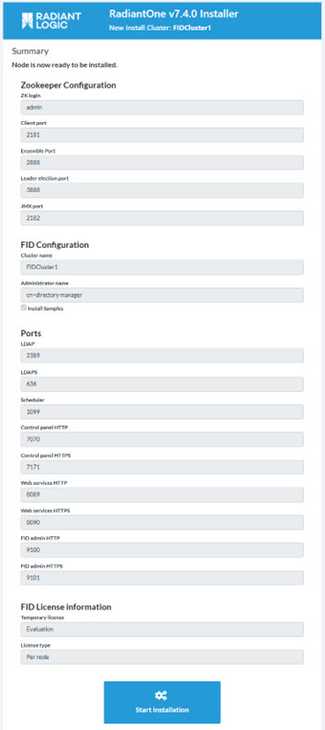 RADIANT
LOGIC
RadiantOne v7.4.0 Installer
New Install Cluster: FIDCluster1
Summary
Node is now ready to be installed.
Zookeeper Configuration
ZK login
admin
Client port
2181
Ensemble Port
2888
Leader election port
3888
JMX port
2182
FID Configuration
Cluster name
FIDCluster1
Administrator name
cn=directory manager
Install Samples
Ports
LDAP
2389
LDAPS
636
Scheduler
1099
Control panel HTTP
7070
Control panel HTTPS
7171
Web services HTTP
8089
Web services HTTPS
8090
FID admin HTTP
9100
FID admin HTTPS
9101
FID License information
Temporary license
Evaluation
License type
Per node
Start Installation